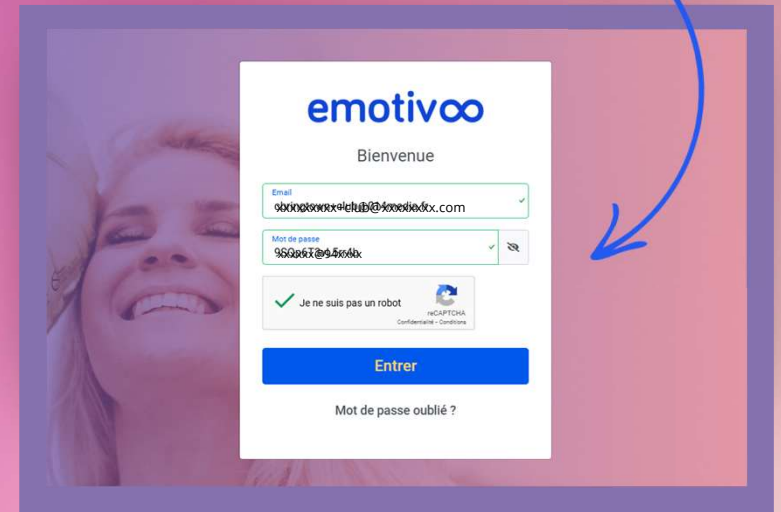 emotivoo
Bienvenue
Email
Mot de passe
Je ne suis pas un robot
reCAPTCHA
Confidentialité - Conditions
Entrer
Mot de passe oublié ?